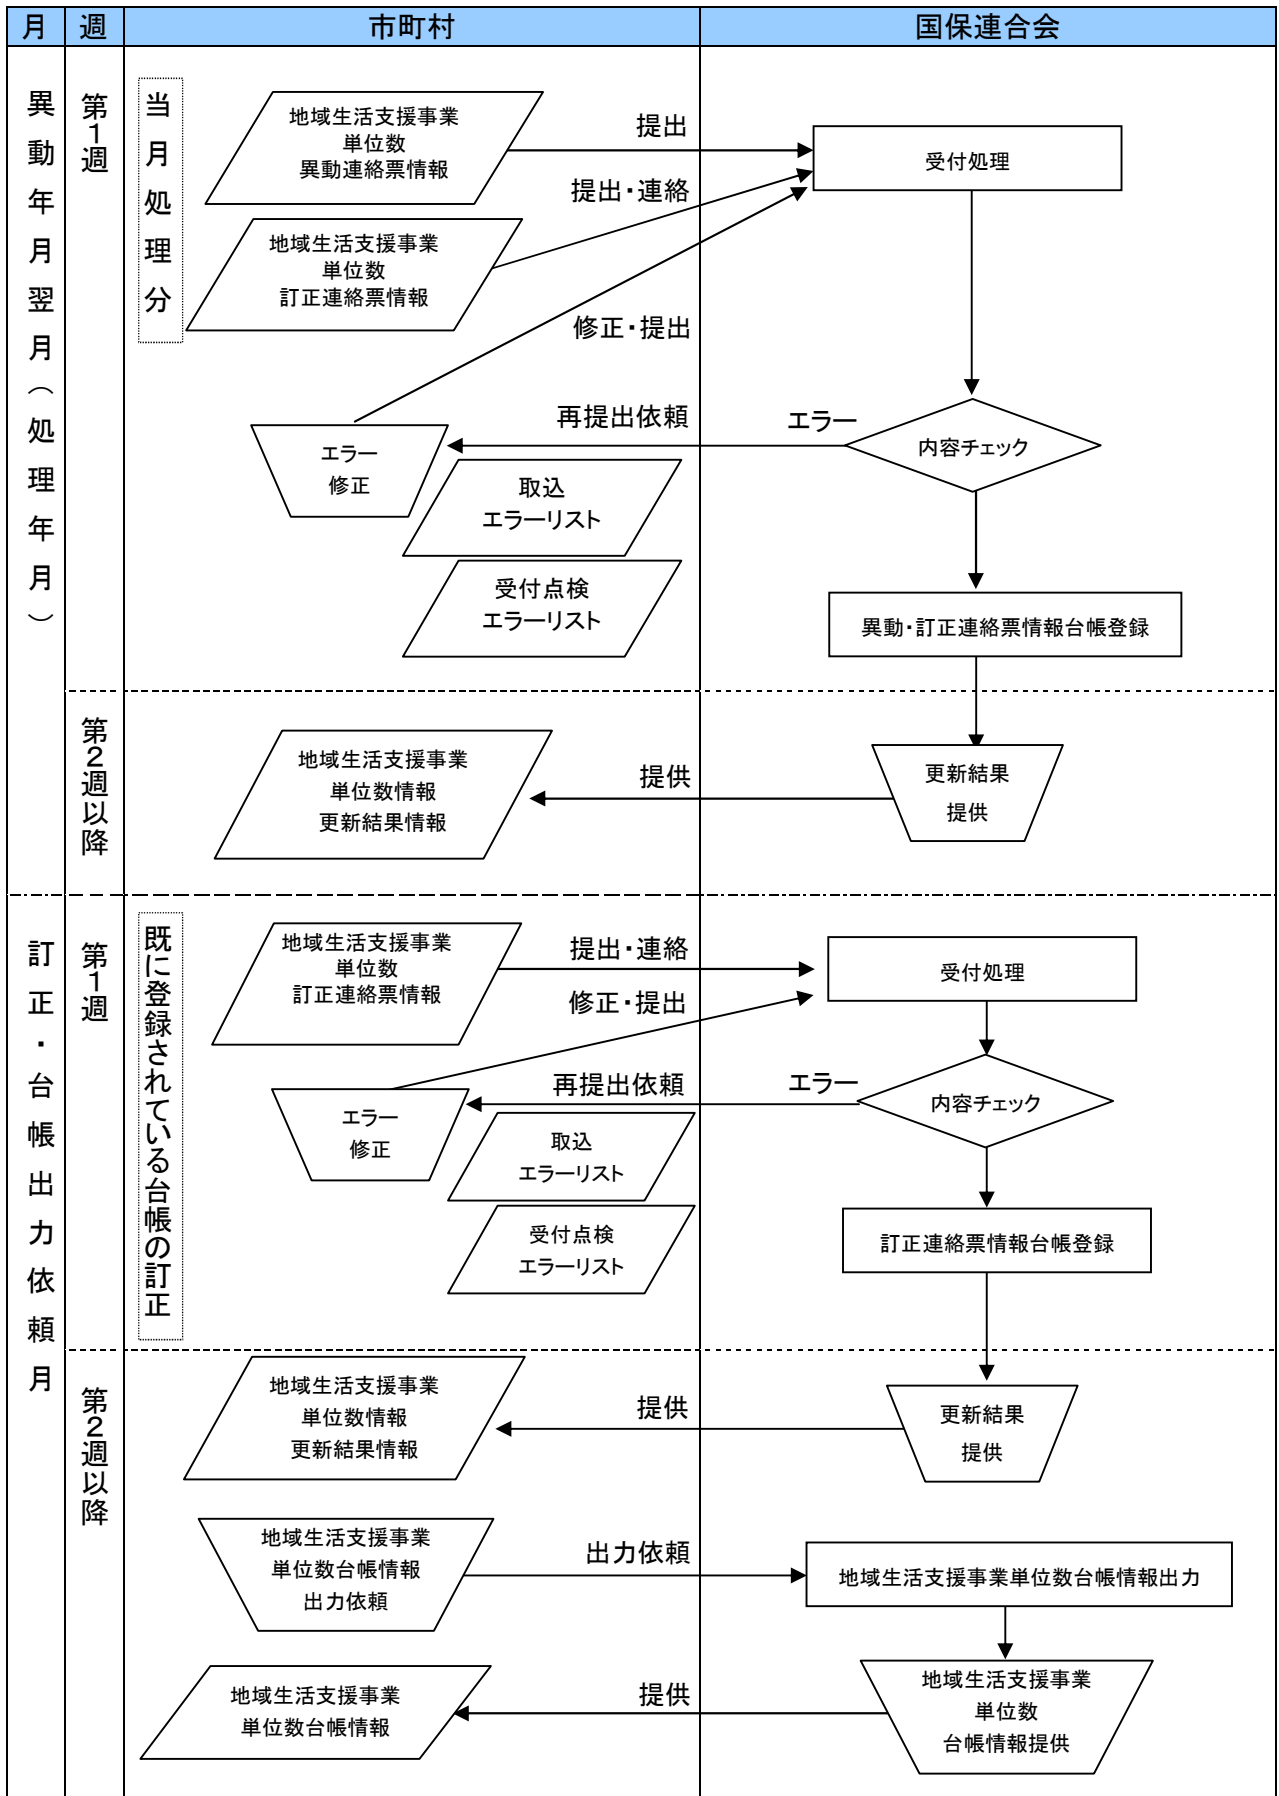 月 週 市町村 国保連合会
異動年月翌月（処理年月）
第1週
当月処理分
地域生活支援事業
単位数
異動連絡票情報
提出
受付処理
提出・連絡
地域生活支援事業
単位数
訂正連絡票情報
修正・提出
再提出依頼
エラー
内容チェック
エラー
修正
取込
エラーリスト
受付点検
エラーリスト
異動・訂正連絡票情報台帳登録
第2週以降
地域生活支援事業
単位数情報
更新結果情報
提供
更新結果
提供
訂正・台帳出力依頼月
第1週
既に登録されている台帳の訂正
地域生活支援事業
単位数
訂正連絡票情報
提出・連絡
受付処理
修正・提出
再提出依頼
エラー
内容チェック
エラー
修正
取込
エラーリスト
受付点検
エラーリスト
訂正連絡票情報台帳登録
第2週以降
地域生活支援事業
単位数情報
更新結果情報
提供
更新結果
提供
地域生活支援事業
単位数台帳情報
出力依頼
出力依頼
地域生活支援事業単位数台帳情報出力
地域生活支援事業
単位数台帳情報
提供
地域生活支援事業
単位数
台帳情報提供